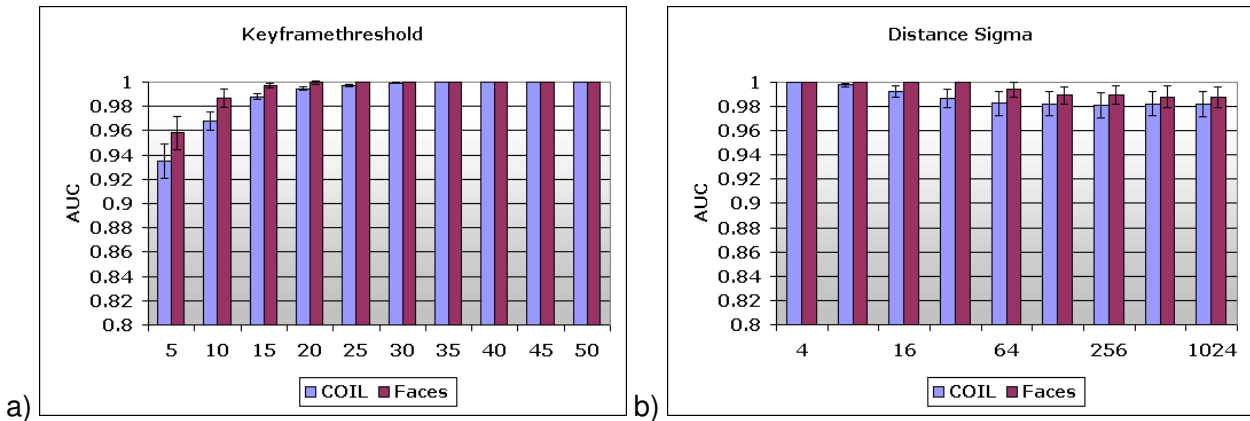 Keyframethreshold
1
0.98
0.96
0.94
0.92
0.9
0.88
0.86
0.84
0.82
0.8
AUC
5 10 15 20 25 30 35 40 45 50
COIL Faces
a)
Distance Sigma
1
0.98
0.96
0.94
0.92
0.9
0.88
0.86
0.84
0.82
0.8
AUC
4 16 64 256 1024
COIL Faces
b)